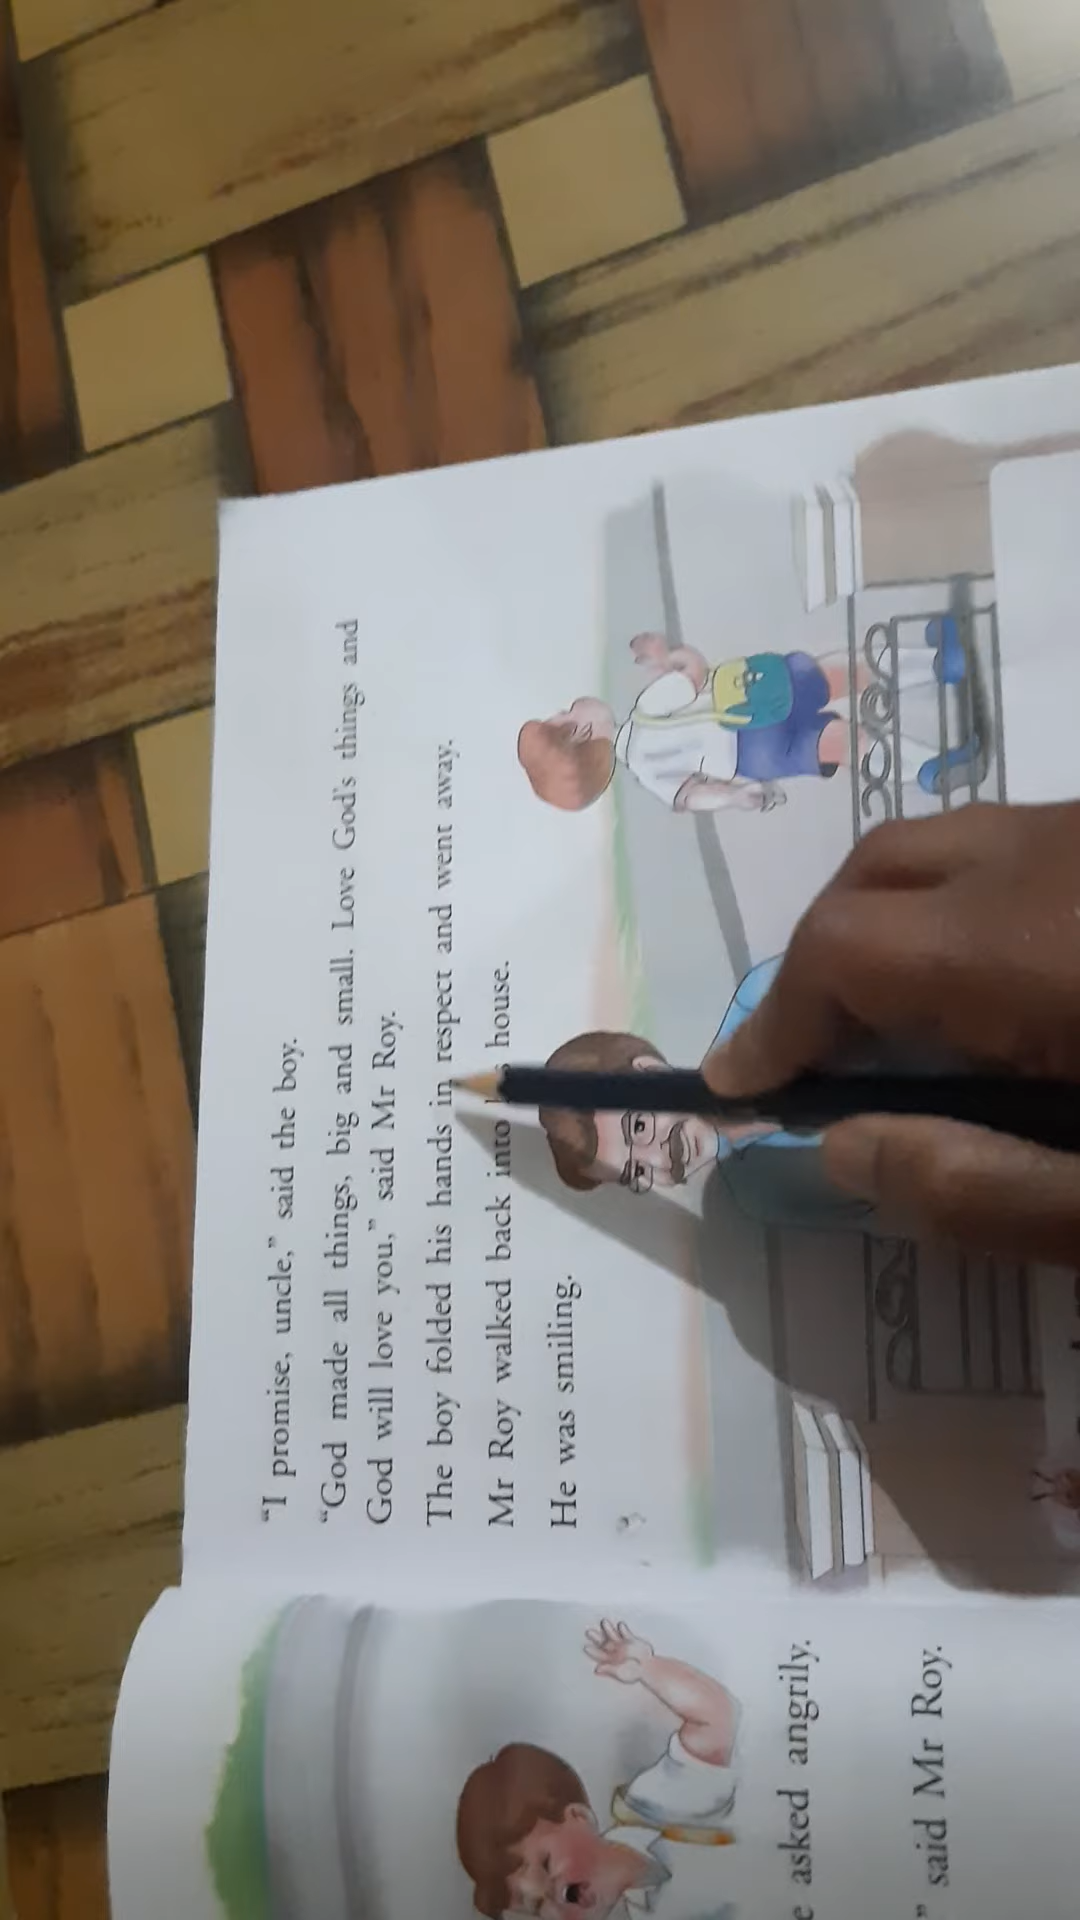 "I promise, uncle," said the boy.
"God made all things, big and small. Love God's things and
God will love you," said Mr Roy.
The boy folded his hands in respect and went away.
Mr Roy walked back into house.
He was smiling.
asked angrily.
" said Mr Roy.